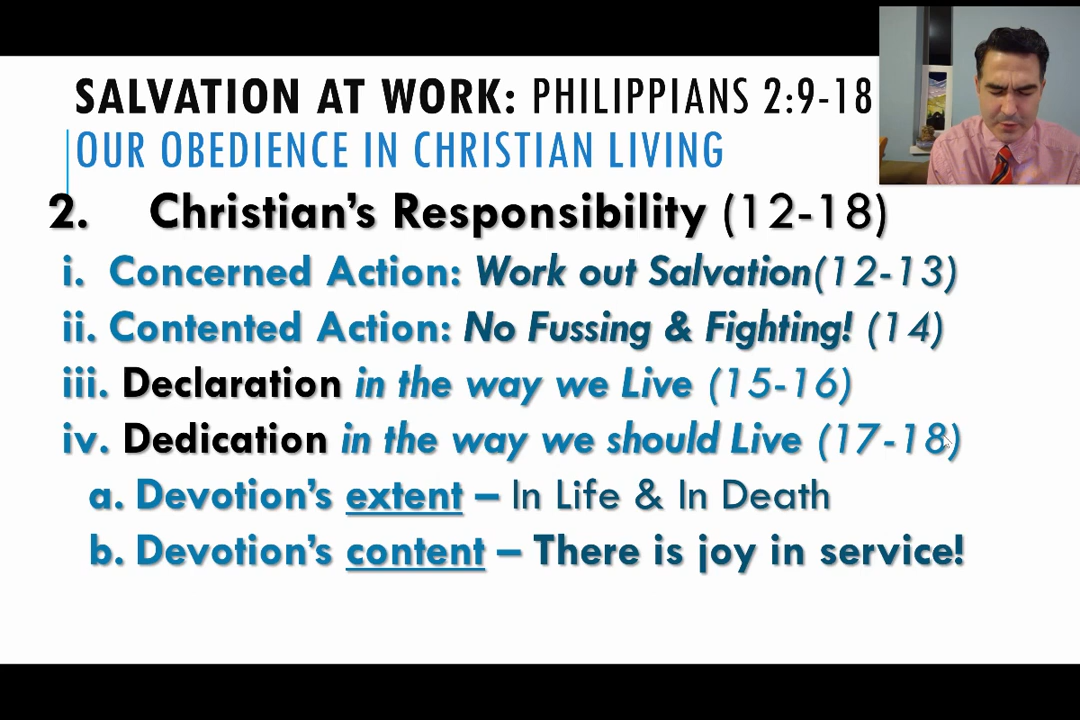 SALVATION AT WORK: PHILIPPIANS 2:9-18
OUR OBEDIENCE IN CHRISTIAN LIVING
2. Christian's Responsibility (12-18)
i. Concerned Action: Work out Salvation(12-13)
ii. Contented Action: No Fussing & Fighting! (14)
iii. Declaration in the way we Live (15-16)
iv. Dedication in the way we should Live (17-18)
a. Devotion's extent – In Life & In Death
b. Devotion's content – There is joy in service!